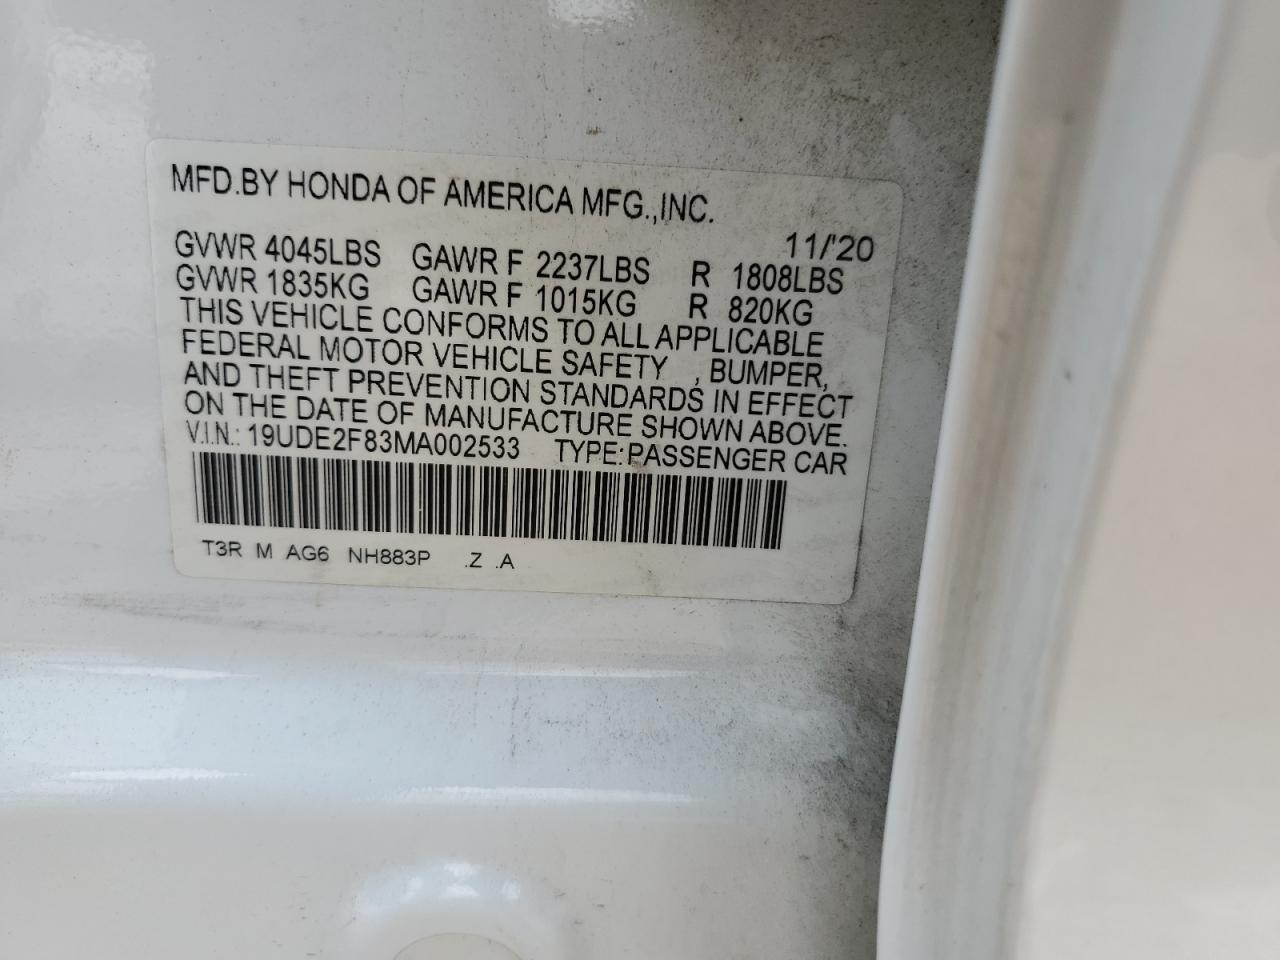 MFD.BY HONDA OF AMERICA MFG.,INC.
11/'20
GVWR 4045LBS GAWR F 2237LBS R 1808LBS
GVWR 1835KG GAWR F 1015KG R 820KG
THIS VEHICLE CONFORMS TO ALL APPLICABLE
FEDERAL MOTOR VEHICLE SAFETY , BUMPER,
AND THEFT PREVENTION STANDARDS IN EFFECT
ON THE DATE OF MANUFACTURE SHOWN ABOVE.
V.I.N.: 19UDE2F83MA002533 TYPE:PASSENGER CAR
T3R M AG6 NH883P .Z .A